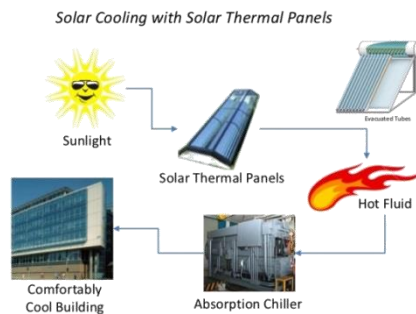 Solar Cooling with Solar Thermal Panels
Sunlight
Evacuated Tubes
Solar Thermal Panels
Hot Fluid
Comfortably
Cool Building
Absorption Chiller